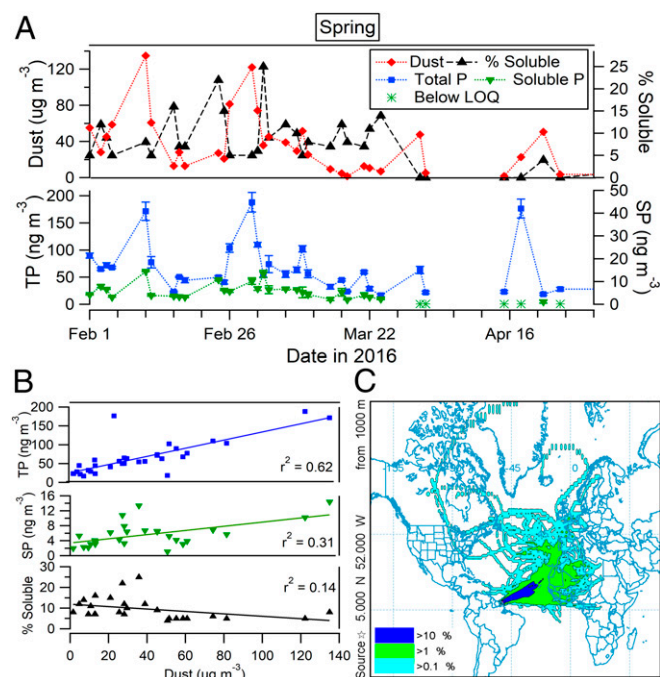 A
Spring
Dust
% Soluble
Total P
Soluble P
Below LOQ
Dust (ug m-3)
120
80
40
0
% Soluble
25
20
15
10
5
0
TP (ng m-3)
200
150
100
50
0
SP (ng m-3)
50
40
30
20
10
0
Feb 1
Feb 26
Mar 22
Apr 16
Date in 2016
B
TP (ng m-3)
200
150
100
50
0
r2 = 0.62
SP (ng m-3)
16
12
8
4
0
r2 = 0.31
% Soluble
30
20
10
0
r2 = 0.14
0
20
40
60
80
100
120
140
Dust (ug m-3)
C
from 1000 m
52.000 W
5.000 N
Source ☆
-45
0
>10 %
>1 %
>0.1 %